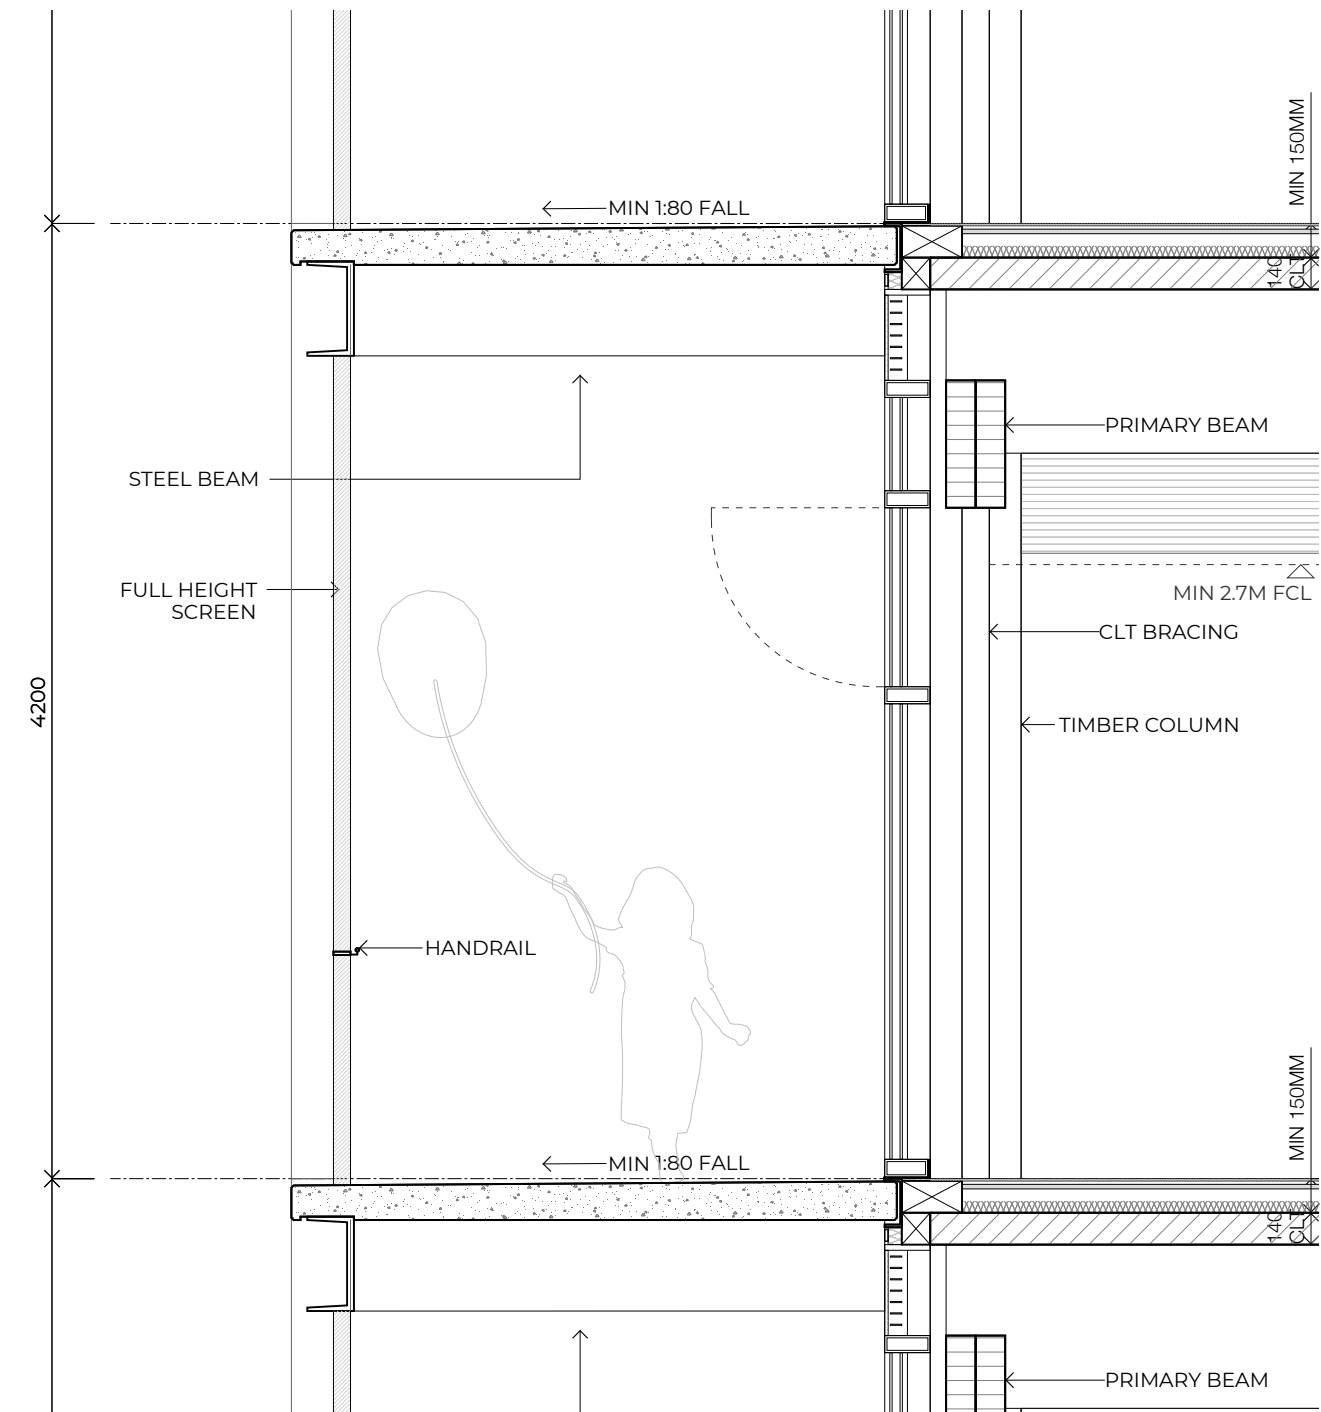 MIN 150MM
MIN 1:80 FALL
140
CLT
PRIMARY BEAM
STEEL BEAM
FULL HEIGHT
SCREEN
MIN 2.7M FCL
CLT BRACING
4200
TIMBER COLUMN
HANDRAIL
MIN 150MM
MIN 1:80 FALL
140
CLT
PRIMARY BEAM